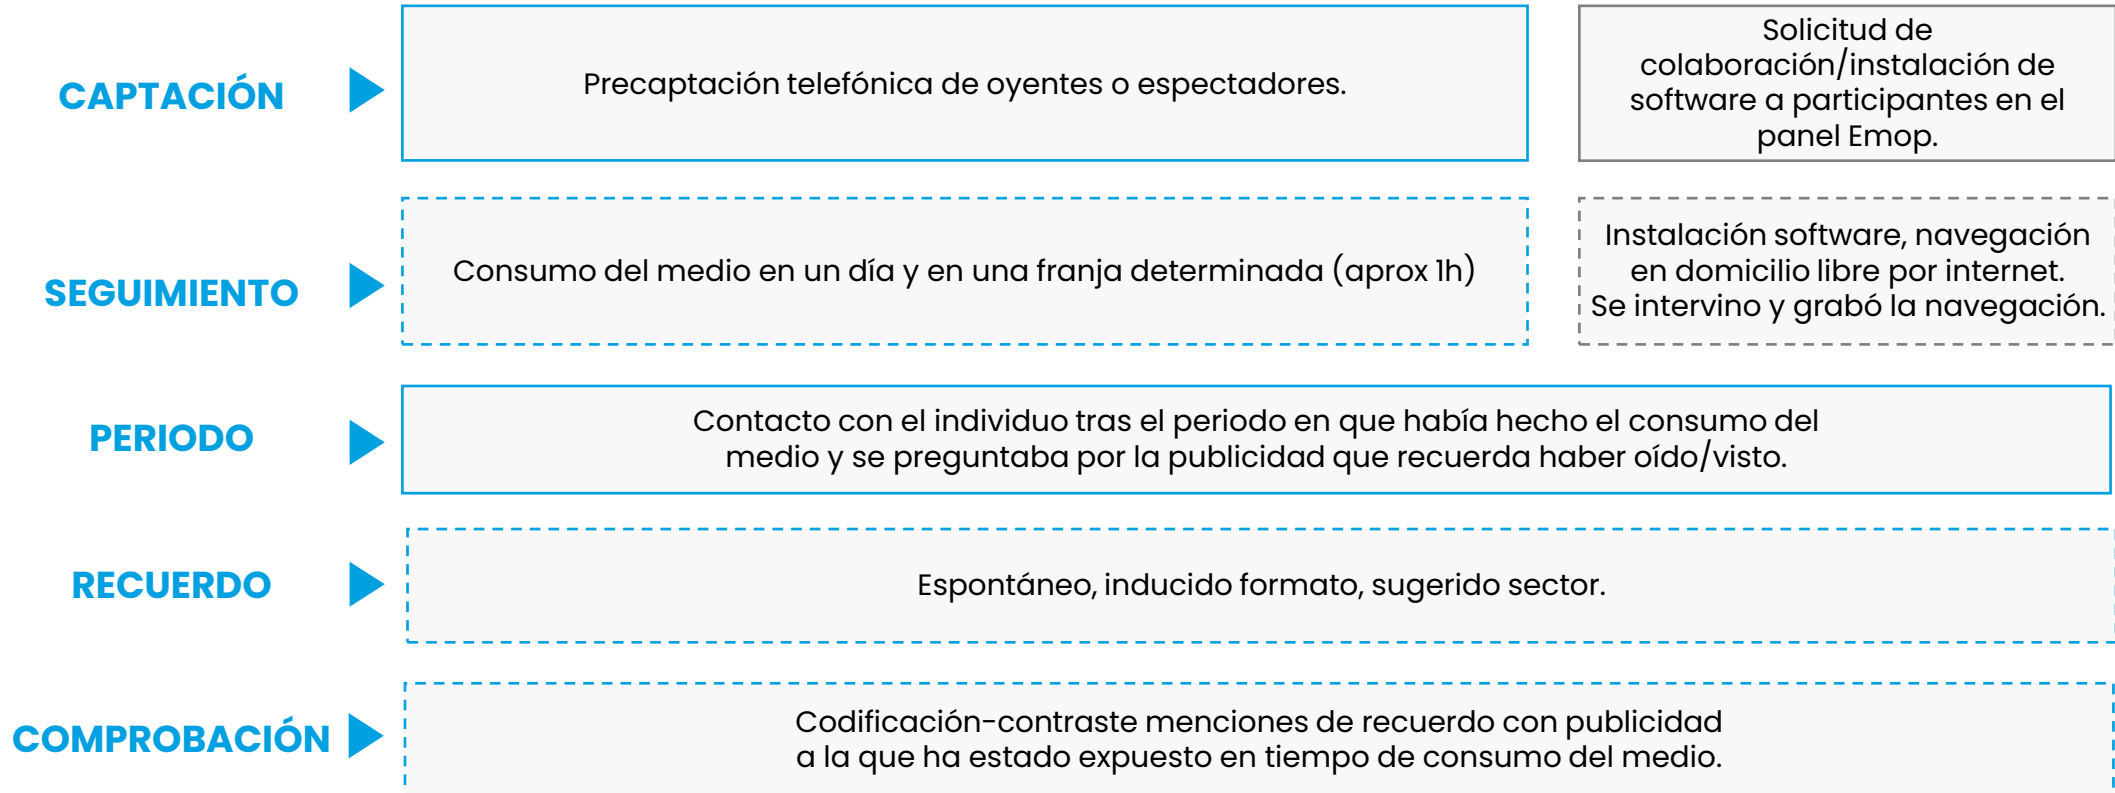 CAPTACIÓN
Precaptación telefónica de oyentes o espectadores.
Solicitud de
colaboración/instalación de
software a participantes en el
panel Emop.
SEGUIMIENTO
Consumo del medio en un día y en una franja determinada (aprox 1h)
Instalación software, navegación
en domicilio libre por internet.
Se intervino y grabó la navegación.
PERIODO
Contacto con el individuo tras el periodo en que había hecho el consumo del
medio y se preguntaba por la publicidad que recuerda haber oído/visto.
RECUERDO
Espontáneo, inducido formato, sugerido sector.
COMPROBACIÓN
Codificación-contraste menciones de recuerdo con publicidad
a la que ha estado expuesto en tiempo de consumo del medio.